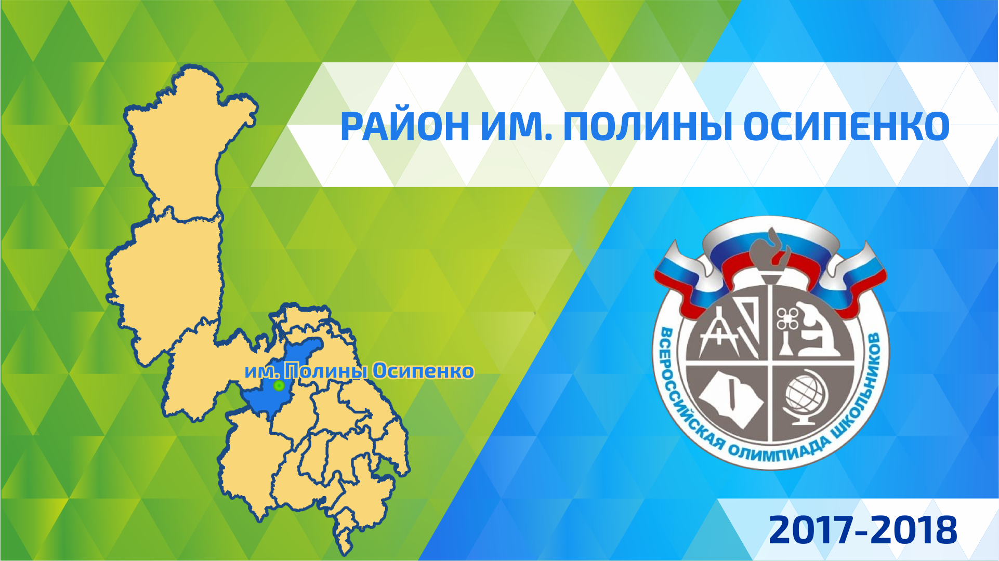 РАЙОН ИМ. ПОЛИНЫ ОСИПЕНКО
им. Полины Осипенко
ВСЕРОССИЙСКАЯ ОЛИМПИАДА ШКОЛЬНИКОВ
2017-2018